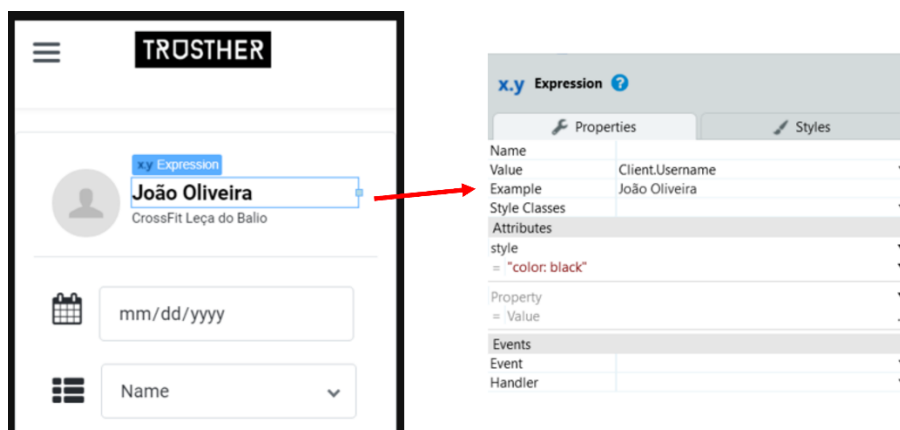 TRUSTHER
x.y Expression
João Oliveira
CrossFit Leça do Balio
mm/dd/yyyy
Name
x.y Expression ?
Properties Styles
Name
Value Client.Username
Example João Oliveira
Style Classes
Attributes
style
= "color: black"
Property
= Value
Events
Event
Handler